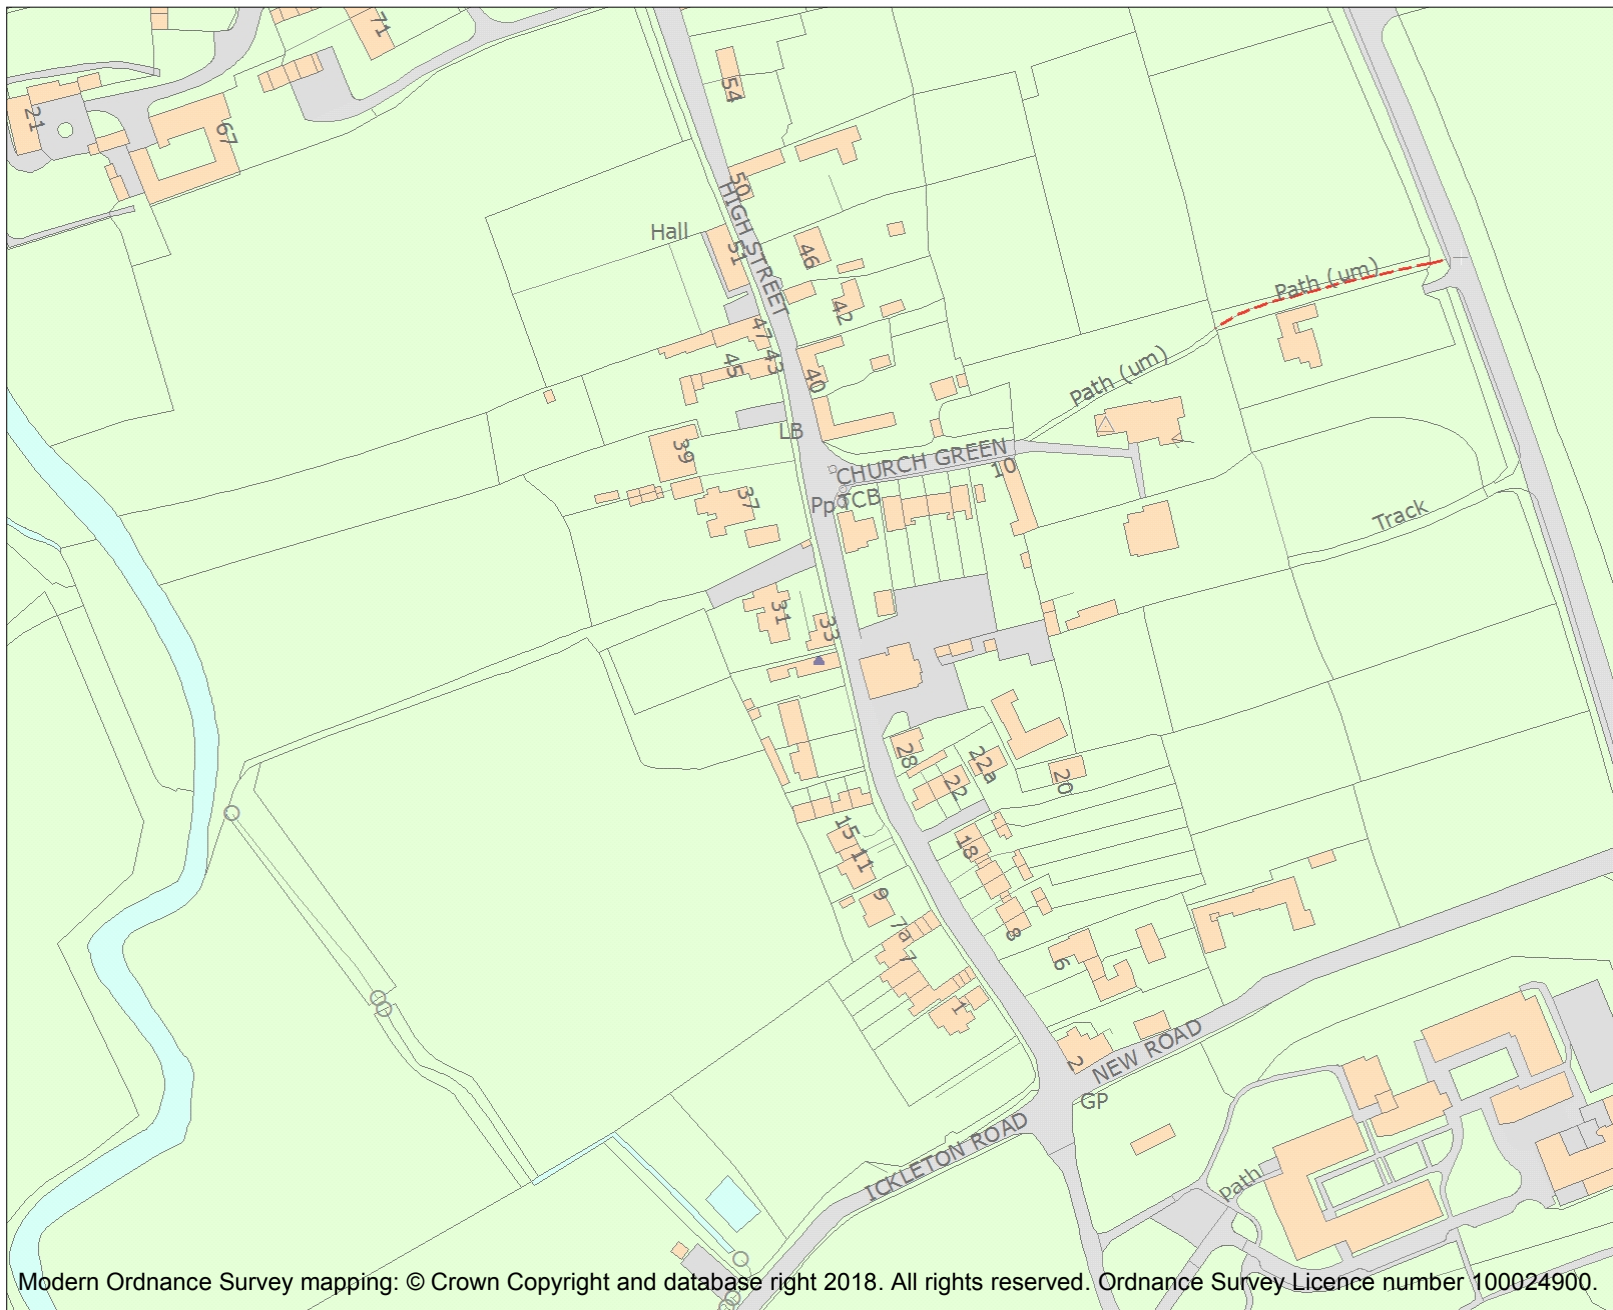 71
54
21
67
50
HIGH STREET
Hall
51
46
Path (um)
42
47
43
45
Path (um)
40
LB
39
CHURCH GREEN
10
37
Pp
TCB
Track
31
33
28
22a
22
20
15
18
11
9
7a
8
7
6
1
2
NEW ROAD
GP
ICKLETON ROAD
Path
Modern Ordnance Survey mapping: © Crown Copyright and database right 2018. All rights reserved. Ordnance Survey Licence number 100024900.